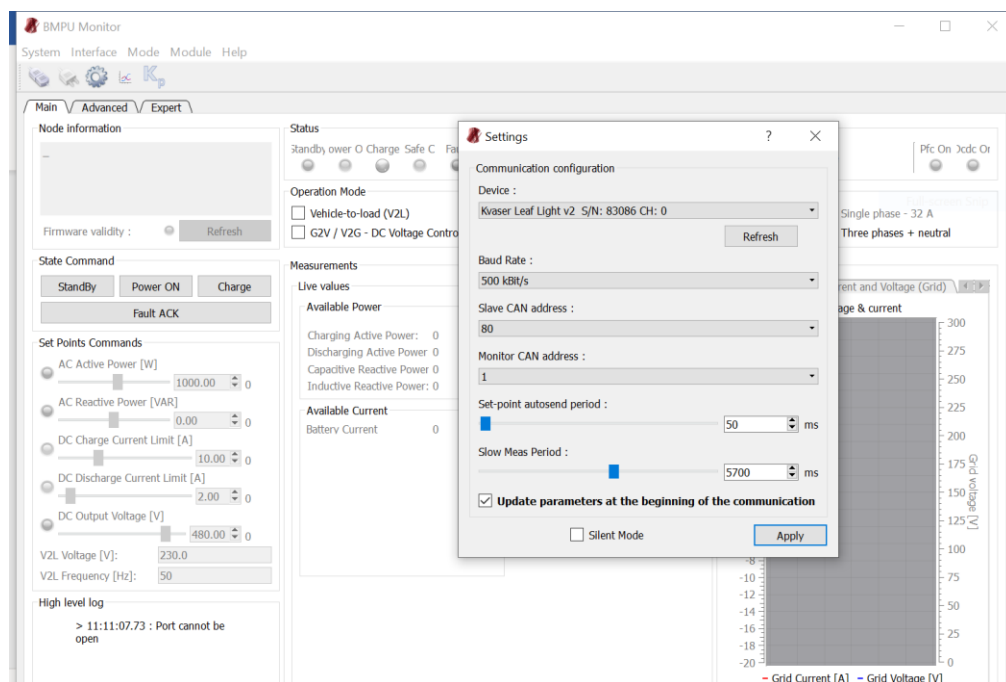 BMPU Monitor
System Interface Mode Module Help
Kp
Main Advanced Expert
Node information
_
Firmware validity : Refresh
State Command
StandBy Power ON Charge
Fault ACK
Set Points Commands
AC Active Power [W]
1000.00 0
AC Reactive Power [VAR]
0.00 0
DC Charge Current Limit [A]
10.00 0
DC Discharge Current Limit [A]
2.00 0
DC Output Voltage [V]
480.00 0
V2L Voltage [V]: 230.0
V2L Frequency [Hz]: 50
High level log
> 11:11:07.73 : Port cannot be
open
Status
Standby ower O Charge Safe C Fau
Pfc On Dcdc On
Operation Mode
Vehicle-to-load (V2L)
G2V / V2G - DC Voltage Contro
Single phase - 32 A
Three phases + neutral
Measurements
Live values
Available Power
Charging Active Power: 0
Discharging Active Power 0
Capacitive Reactive Power 0
Inductive Reactive Power: 0
Available Current
Battery Current 0
Settings ?
Communication configuration
Device :
Kvaser Leaf Light v2 S/N: 83086 CH: 0
Refresh
Baud Rate :
500 kBit/s
Slave CAN address :
80
Monitor CAN address :
1
Set-point autosend period :
50 ms
Slow Meas Period :
5700 ms
Update parameters at the beginning of the communication
Silent Mode Apply
rent and Voltage (Grid)
age & current
300
275
250
225
200
175
150
125
100
75
50
25
0
Grid voltage [V]
-8
-10
-12
-14
-16
-18
-20
Grid Current [A] Grid Voltage [V]